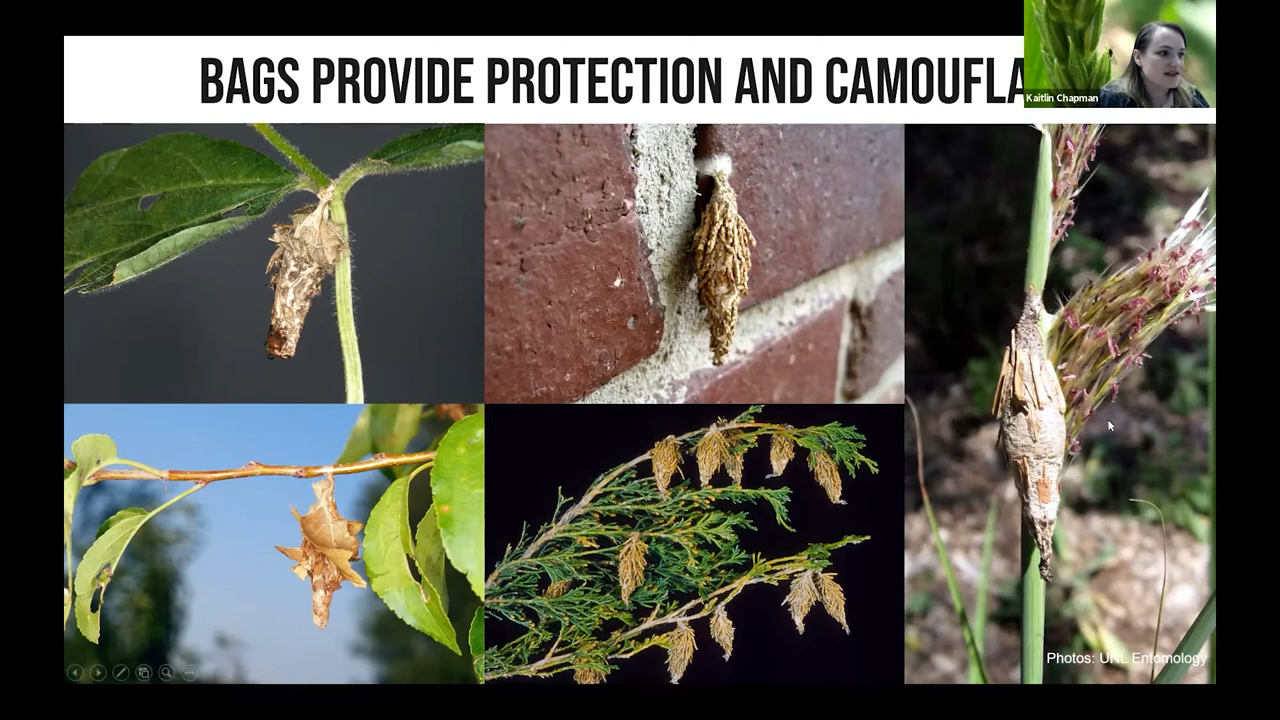 BAGS PROVIDE PROTECTION AND CAMOUFLA
Kaitlin Chapman
Photos: UNL Entomology